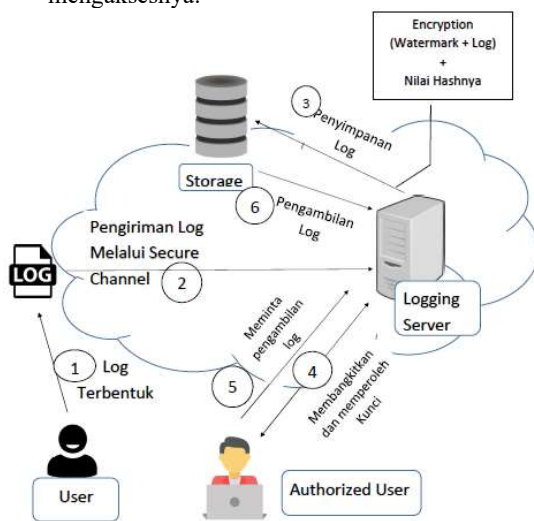 mengaksesnya.
Encryption
(Watermark + Log)
+
Nilai Hashnya
3
Penyimpanan
Log
Storage
6
Pengambilan
Log
Pengiriman Log
Melalui Secure
Channel
2
LOG
Logging
Server
Meminta
pengambilan
log
5
4
Membangkitkan
dan memperoleh
Kunci
1
Log
Terbentuk
User
Authorized User